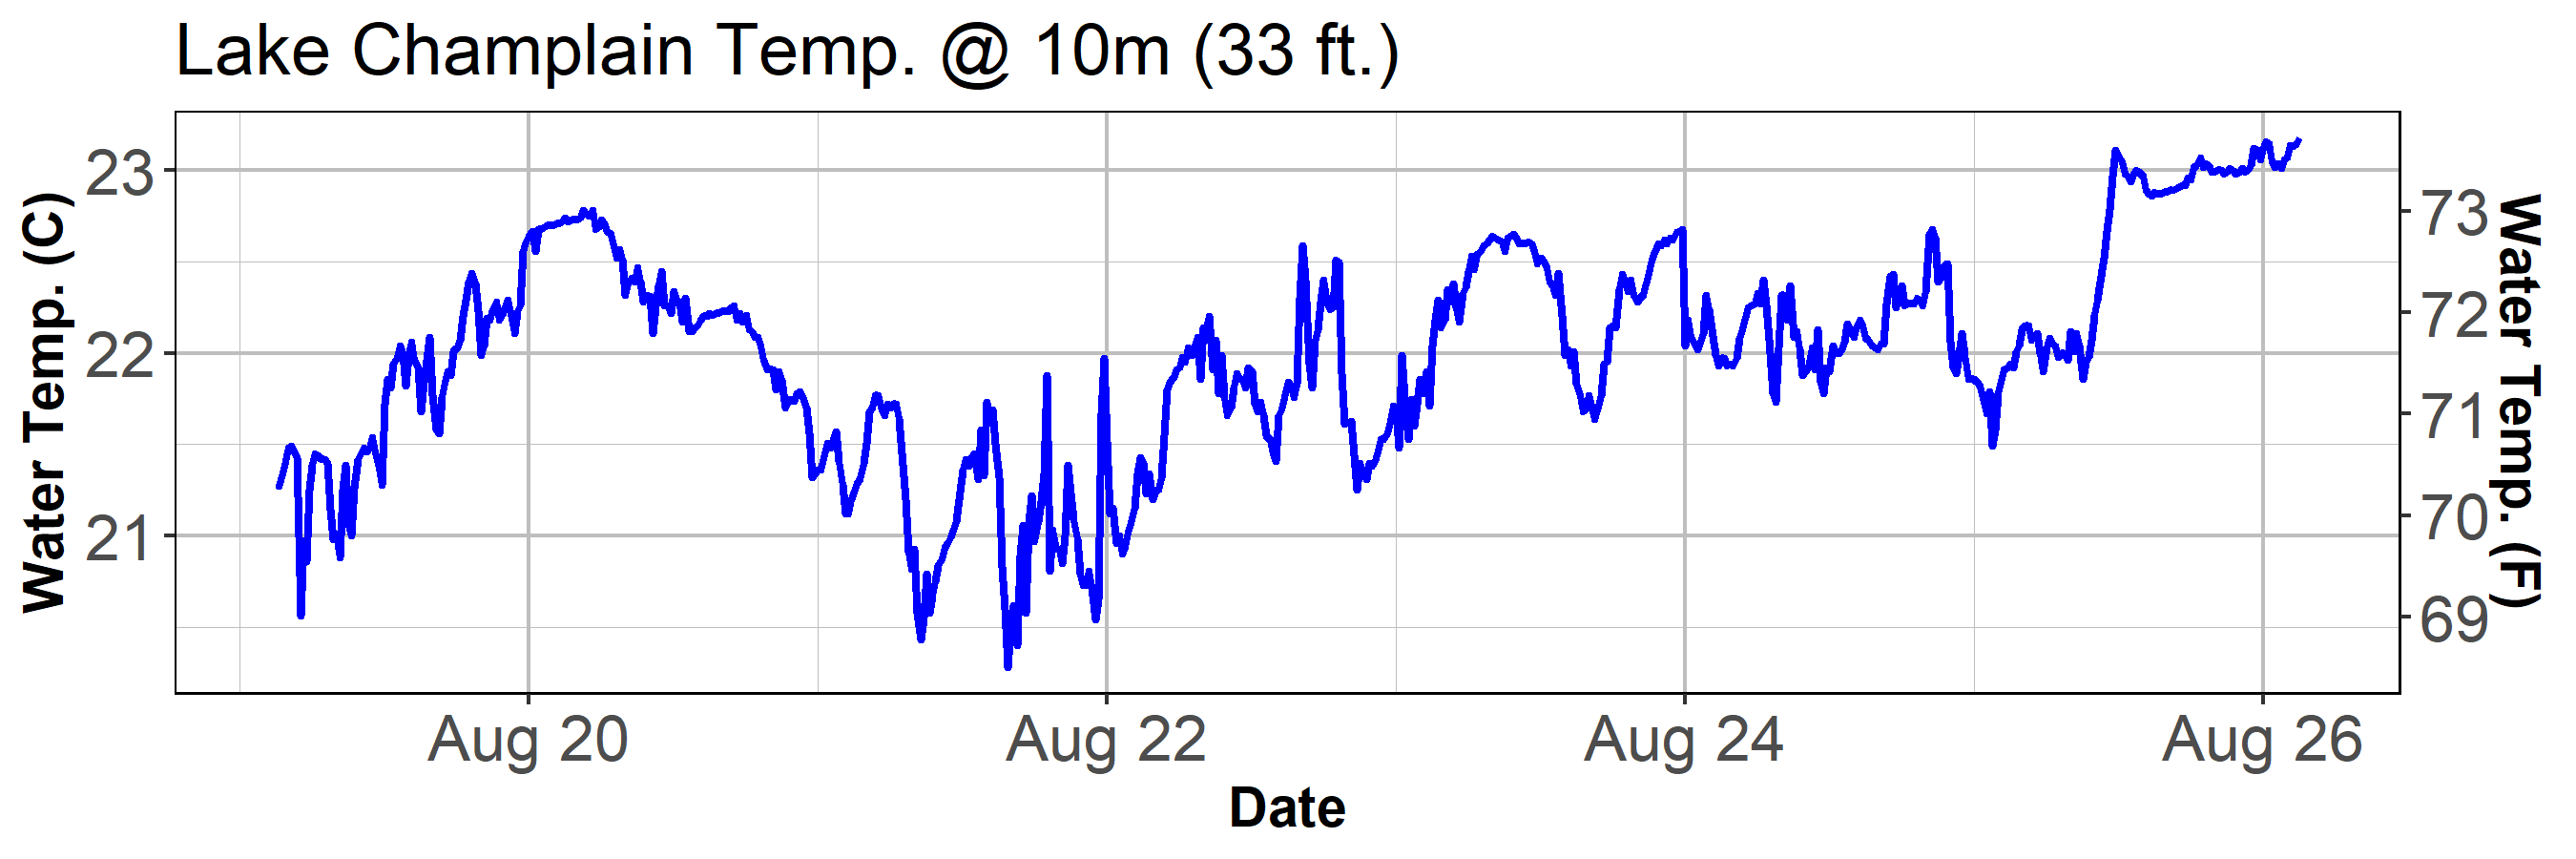 Lake Champlain Temp. @ 10m (33 ft.)
Water Temp. (C)
23
22
21
73
72
71
70
69
Water Temp. (F)
Aug 20 Aug 22 Aug 24 Aug 26
Date